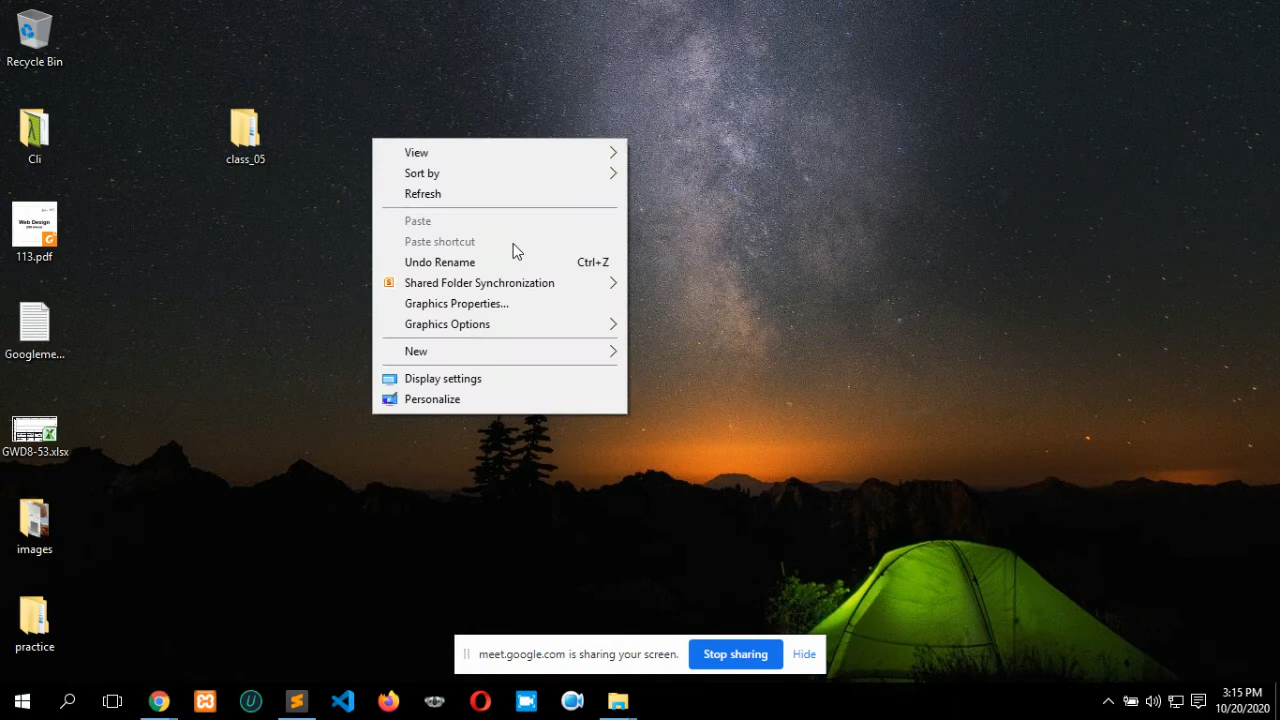 Recycle Bin
Cli
class_05
Web Design
113.pdf
Googleme...
GWD8-53.xlsx
images
practice
View
Sort by
Refresh
Paste
Paste shortcut
Undo Rename Ctrl+Z
Shared Folder Synchronization
Graphics Properties...
Graphics Options
New
Display settings
Personalize
meet.google.com is sharing your screen. Stop sharing Hide
3:15 PM
10/20/2020